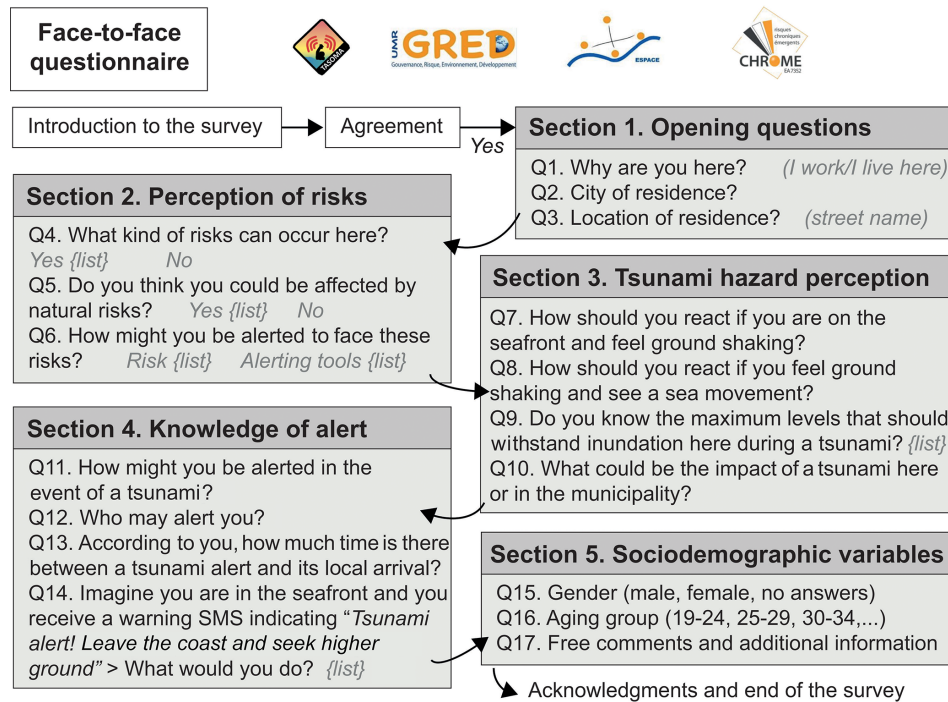 Face-to-face
questionnaire
TASOMA
UMR
GRED
Gouvernance, Risque, Environnement, Développement
ESPACE
risques
chroniques
émergents
CHROME
EA 7352
Introduction to the survey
Agreement
Yes
Section 1. Opening questions
Q1. Why are you here? (I work/I live here)
Q2. City of residence?
Q3. Location of residence? (street name)
Section 2. Perception of risks
Q4. What kind of risks can occur here?
Yes {list} No
Q5. Do you think you could be affected by
natural risks? Yes {list} No
Q6. How might you be alerted to face these
risks? Risk {list} Alerting tools {list}
Section 3. Tsunami hazard perception
Q7. How should you react if you are on the
seafront and feel ground shaking?
Q8. How should you react if you feel ground
shaking and see a sea movement?
Q9. Do you know the maximum levels that should
withstand inundation here during a tsunami? {list}
Q10. What could be the impact of a tsunami here
or in the municipality?
Section 4. Knowledge of alert
Q11. How might you be alerted in the
event of a tsunami?
Q12. Who may alert you?
Q13. According to you, how much time is there
between a tsunami alert and its local arrival?
Q14. Imagine you are in the seafront and you
receive a warning SMS indicating “Tsunami
alert! Leave the coast and seek higher
ground” > What would you do? {list}
Section 5. Sociodemographic variables
Q15. Gender (male, female, no answers)
Q16. Aging group (19-24, 25-29, 30-34,...)
Q17. Free comments and additional information
Acknowledgments and end of the survey